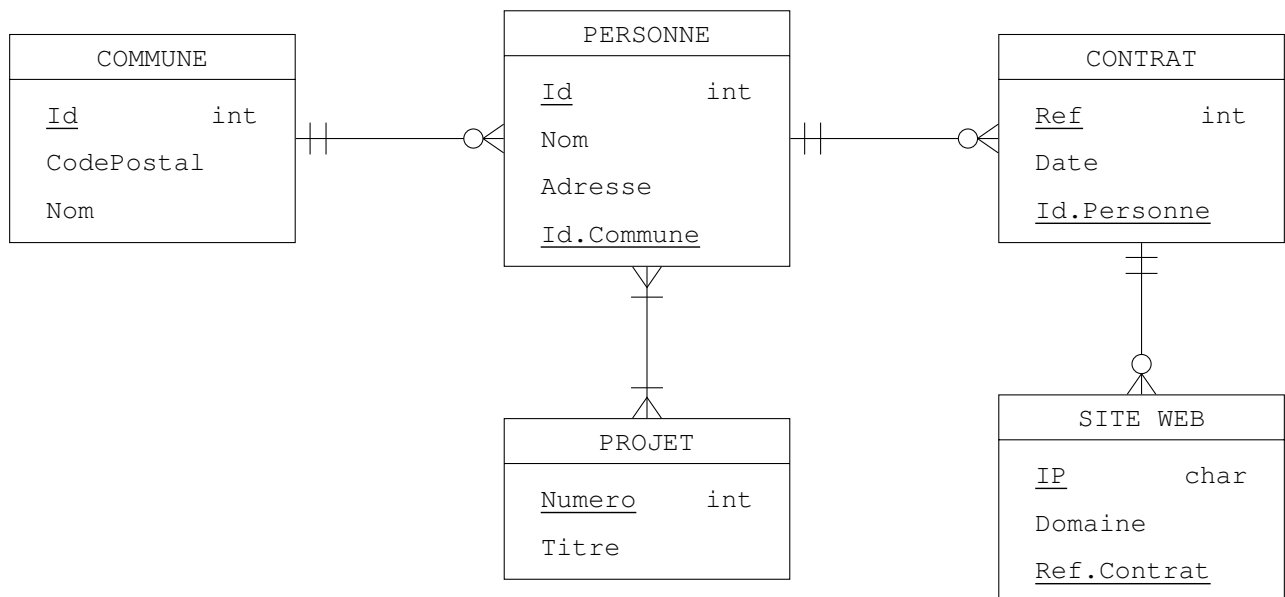 COMMUNE
Id int
CodePostal
Nom
PERSONNE
Id int
Nom
Adresse
Id.Commune
CONTRAT
Ref int
Date
Id.Personne
PROJET
Numero int
Titre
SITE WEB
IP char
Domaine
Ref.Contrat